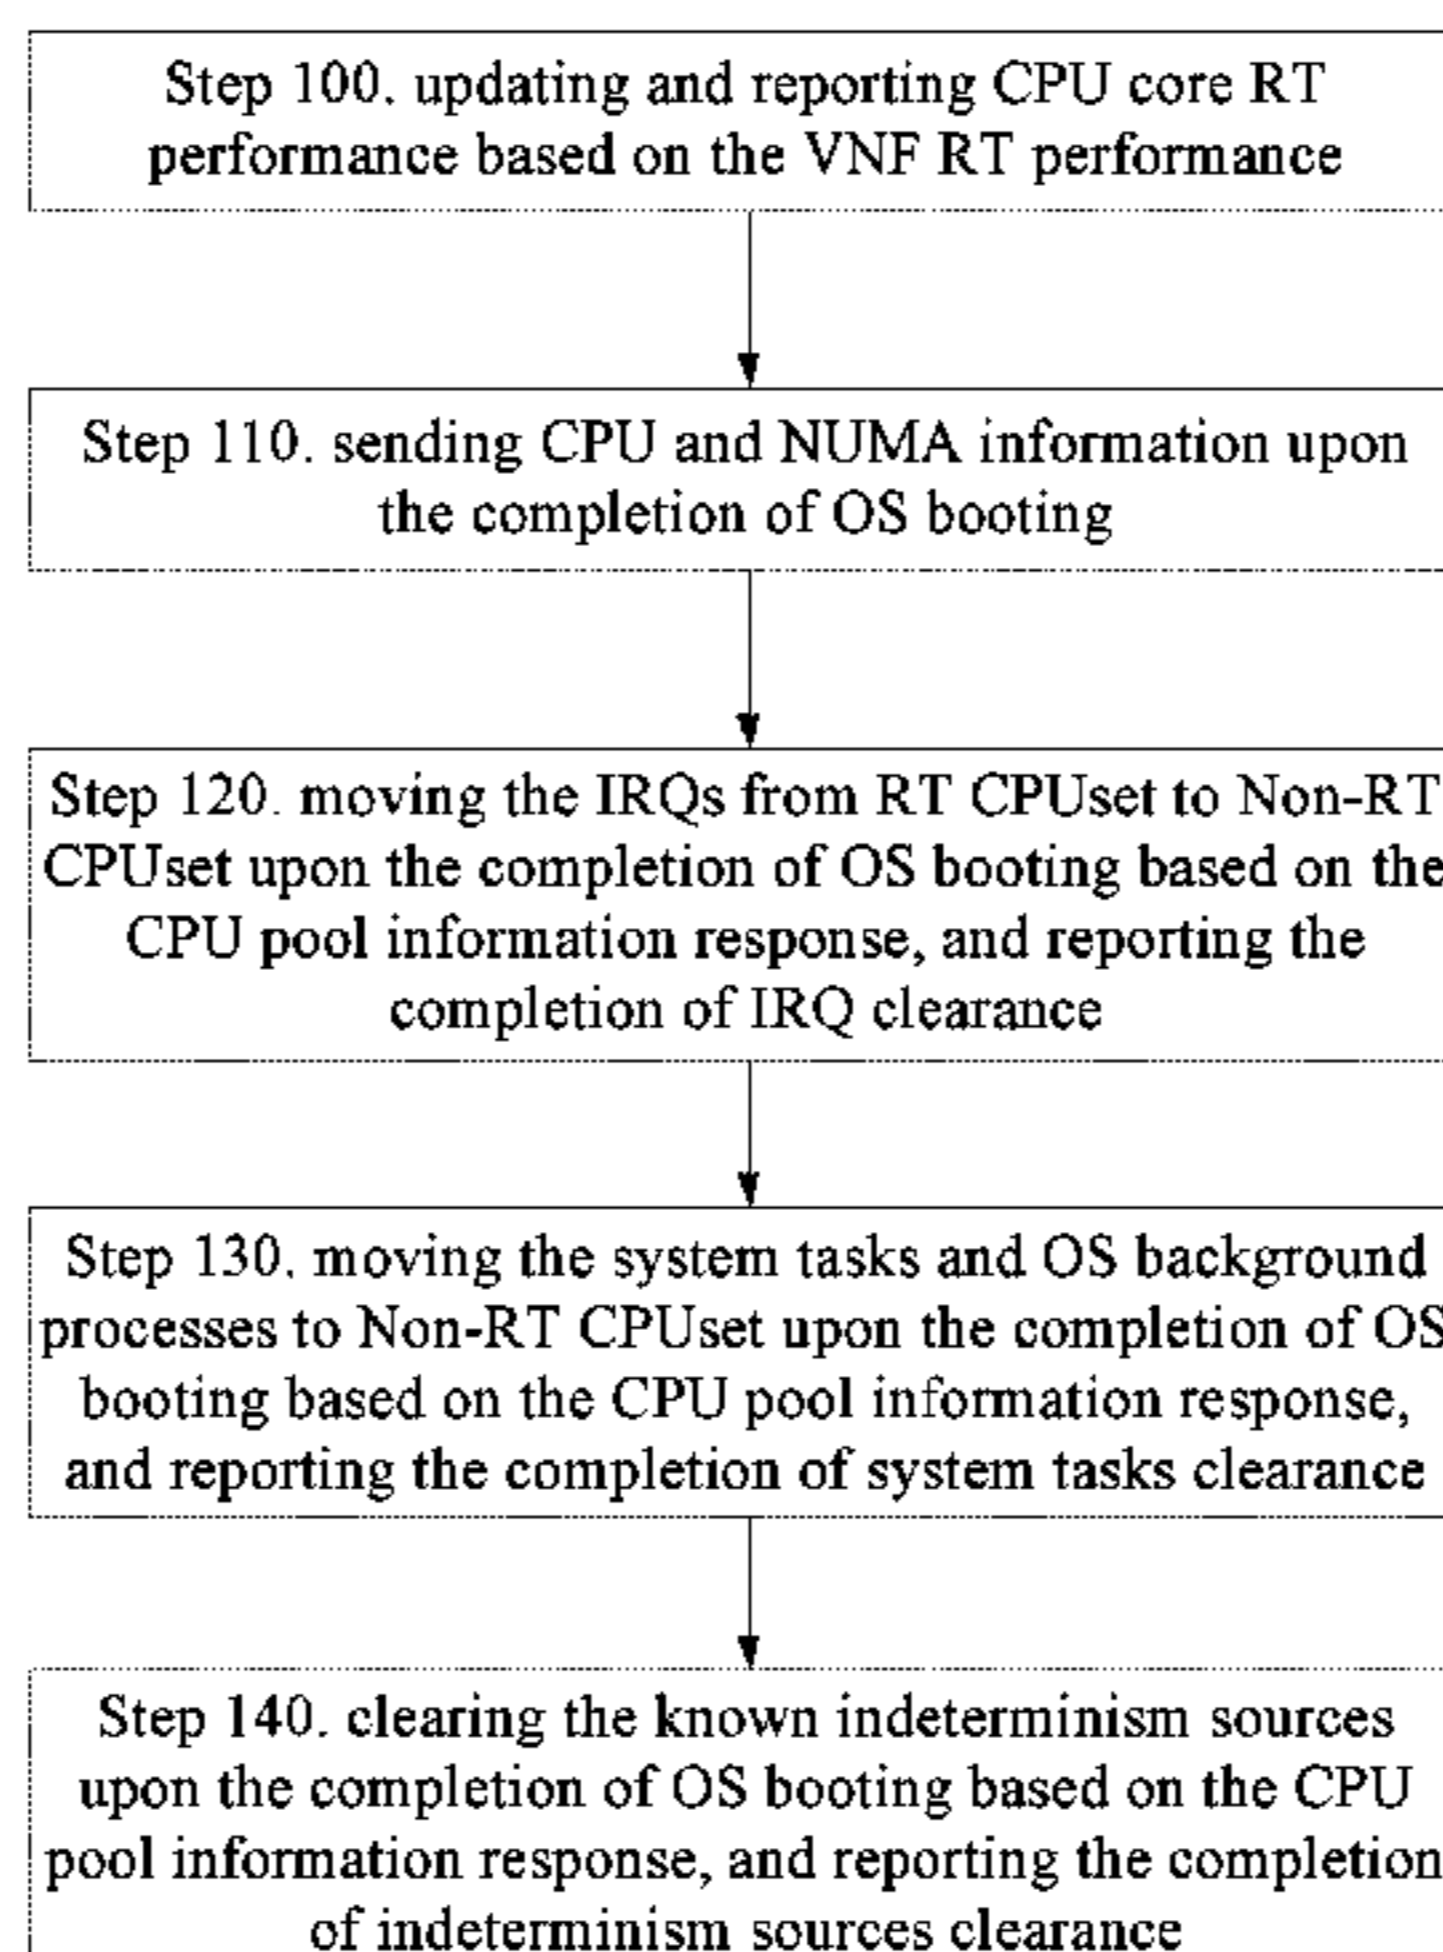 Step 100. updating and reporting CPU core RT
performance based on the VNF RT performance
Step 110. sending CPU and NUMA information upon
the completion of OS booting
Step 120. moving the IRQs from RT CPUset to Non-RT
CPUset upon the completion of OS booting based on the
CPU pool information response, and reporting the
completion of IRQ clearance
Step 130. moving the system tasks and OS background
processes to Non-RT CPUset upon the completion of OS
booting based on the CPU pool information response,
and reporting the completion of system tasks clearance
Step 140. clearing the known indeterminism sources
upon the completion of OS booting based on the CPU
pool information response, and reporting the completion
of indeterminism sources clearance